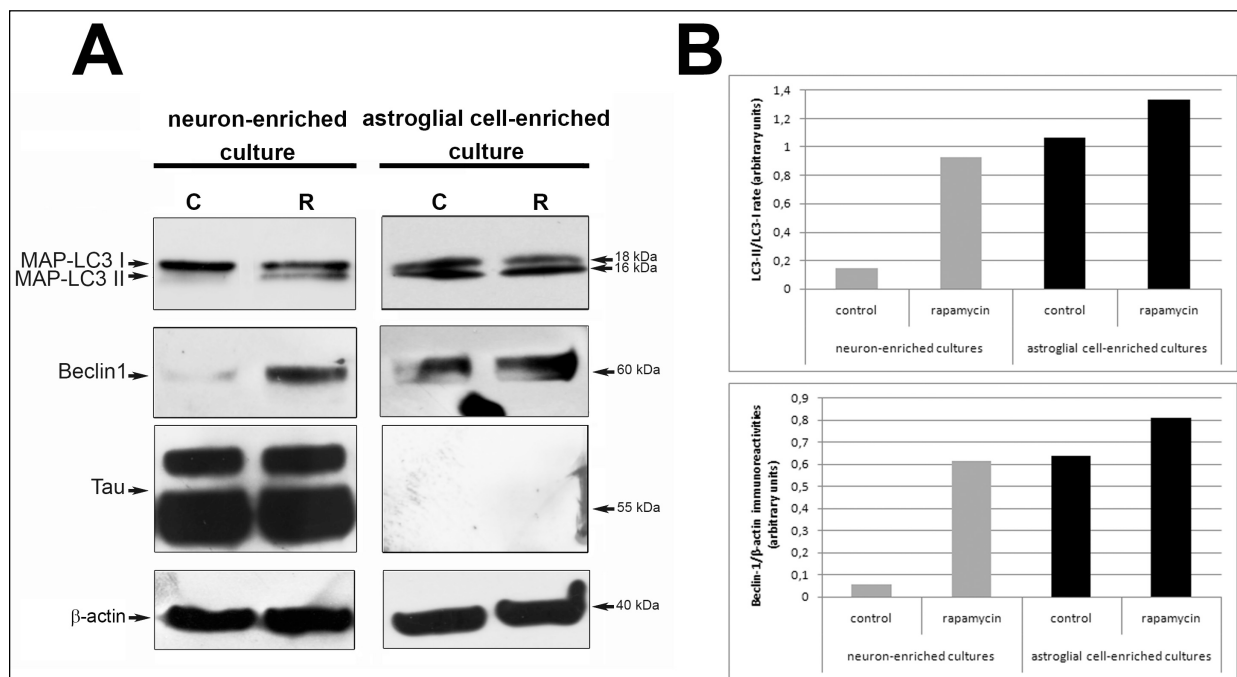 A
neuron-enriched
culture
astroglial cell-enriched
culture
C
R
C
R
MAP-LC3 I
MAP-LC3 II
18 kDa
16 kDa
Beclin1
60 kDa
Tau
55 kDa
β-actin
40 kDa
B
LC3-II/LC3-I rate (arbitrary units)
1,4
1,2
1
0,8
0,6
0,4
0,2
0
control
rapamycin
control
rapamycin
neuron-enriched cultures
astroglial cell-enriched cultures
Beclin-1/β-actin immunoreactivities
(arbitrary units)
0,9
0,8
0,7
0,6
0,5
0,4
0,3
0,2
0,1
0
control
rapamycin
control
rapamycin
neuron-enriched cultures
astroglial cell-enriched cultures